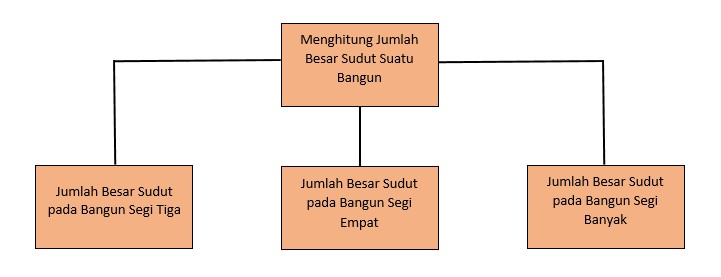 Menghitung Jumlah
Besar Sudut Suatu
Bangun
Jumlah Besar Sudut
pada Bangun Segi Tiga
Jumlah Besar Sudut
pada Bangun Segi
Empat
Jumlah Besar Sudut
pada Bangun Segi
Banyak